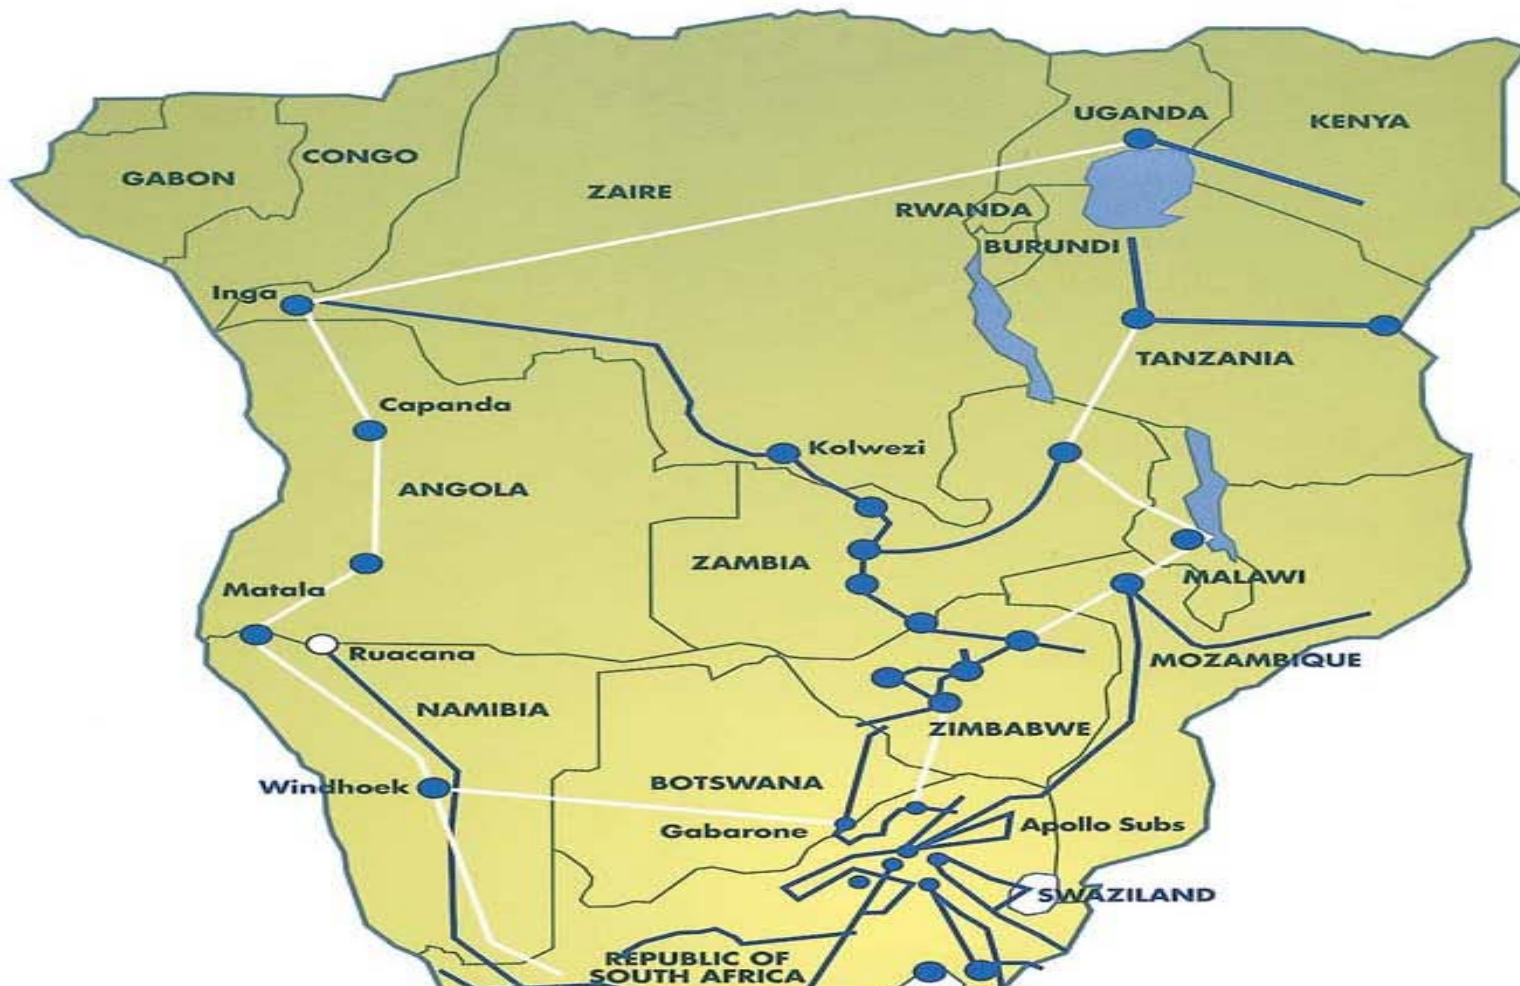 UGANDA
KENYA
CONGO
GABON
ZAIRE
RWANDA
BURUNDI
Inga
TANZANIA
Capanda
Kolwezi
ANGOLA
ZAMBIA
MALAWI
Matala
Ruacana
MOZAMBIQUE
NAMIBIA
ZIMBABWE
BOTSWANA
Windhoek
Gabarone
Apollo Subs
SWAZILAND
REPUBLIC OF
SOUTH AFRICA